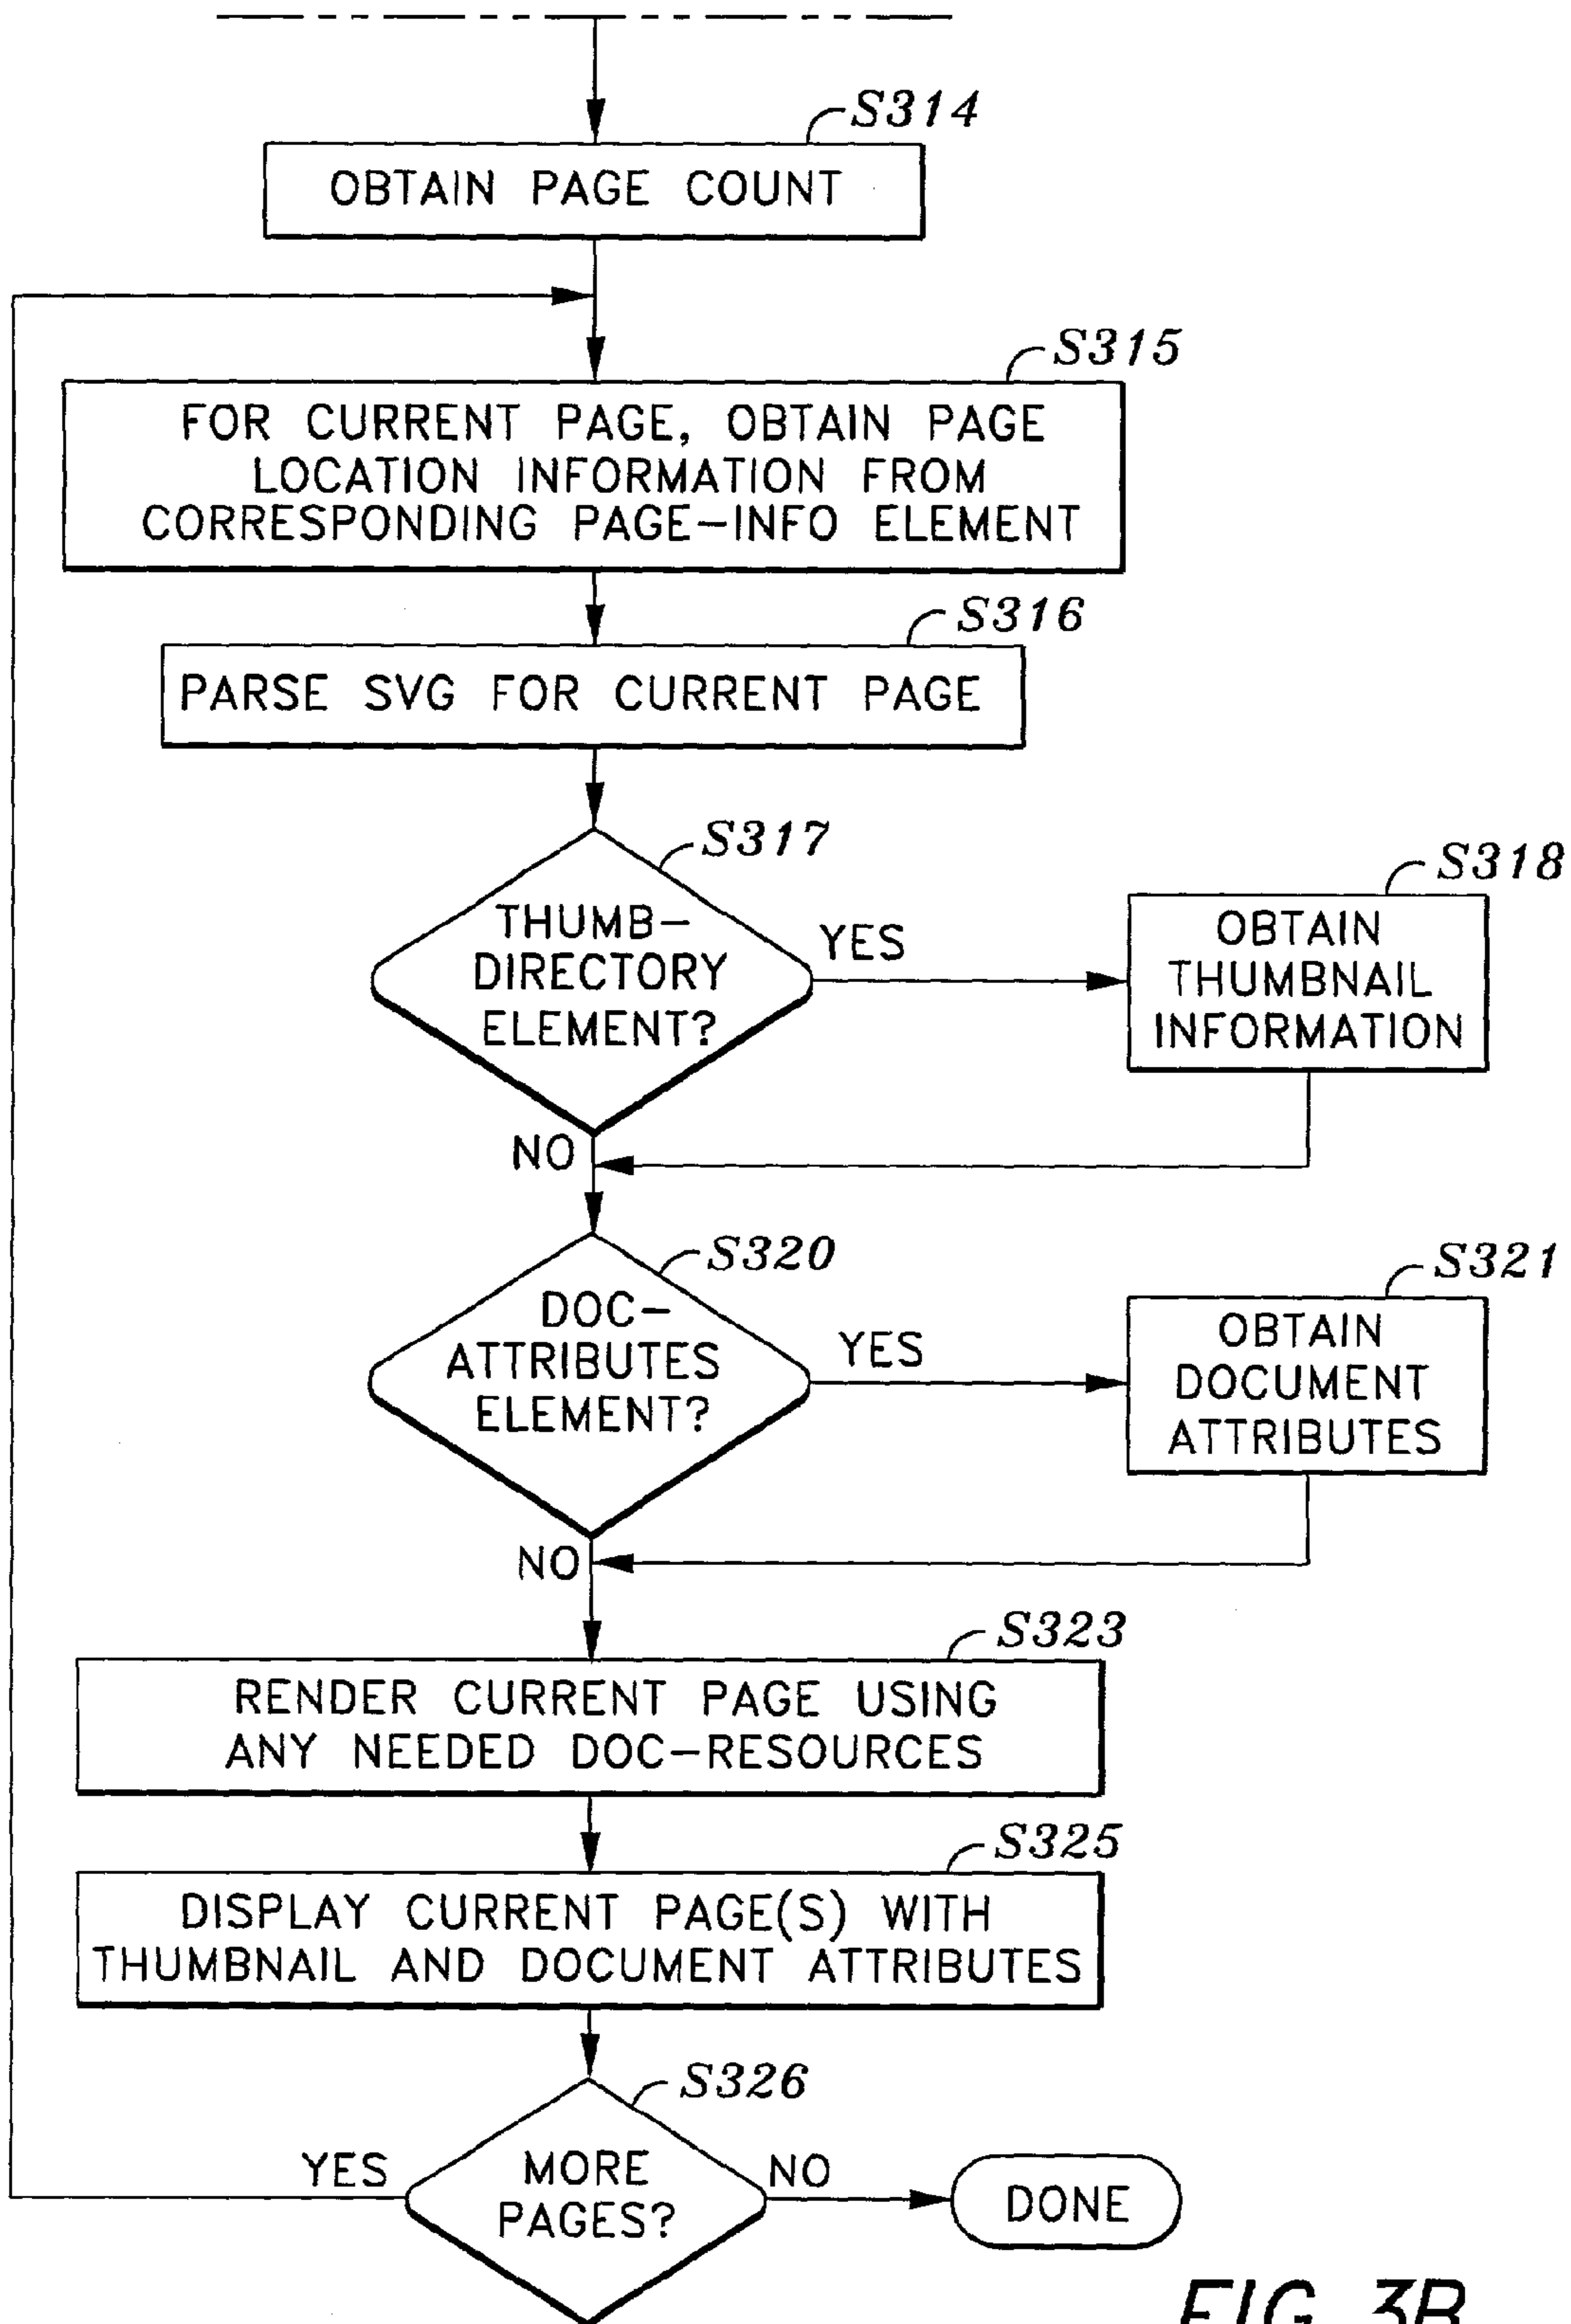 S314
OBTAIN PAGE COUNT
S315
FOR CURRENT PAGE, OBTAIN PAGE
LOCATION INFORMATION FROM
CORRESPONDING PAGE-INFO ELEMENT
S316
PARSE SVG FOR CURRENT PAGE
S317
THUMB-
DIRECTORY
ELEMENT?
YES
S318
OBTAIN
THUMBNAIL
INFORMATION
NO
S320
DOC-
ATTRIBUTES
ELEMENT?
YES
S321
OBTAIN
DOCUMENT
ATTRIBUTES
NO
S323
RENDER CURRENT PAGE USING
ANY NEEDED DOC-RESOURCES
S325
DISPLAY CURRENT PAGE(S) WITH
THUMBNAIL AND DOCUMENT ATTRIBUTES
S326
YES
MORE
PAGES?
NO
DONE
FIG. 3B